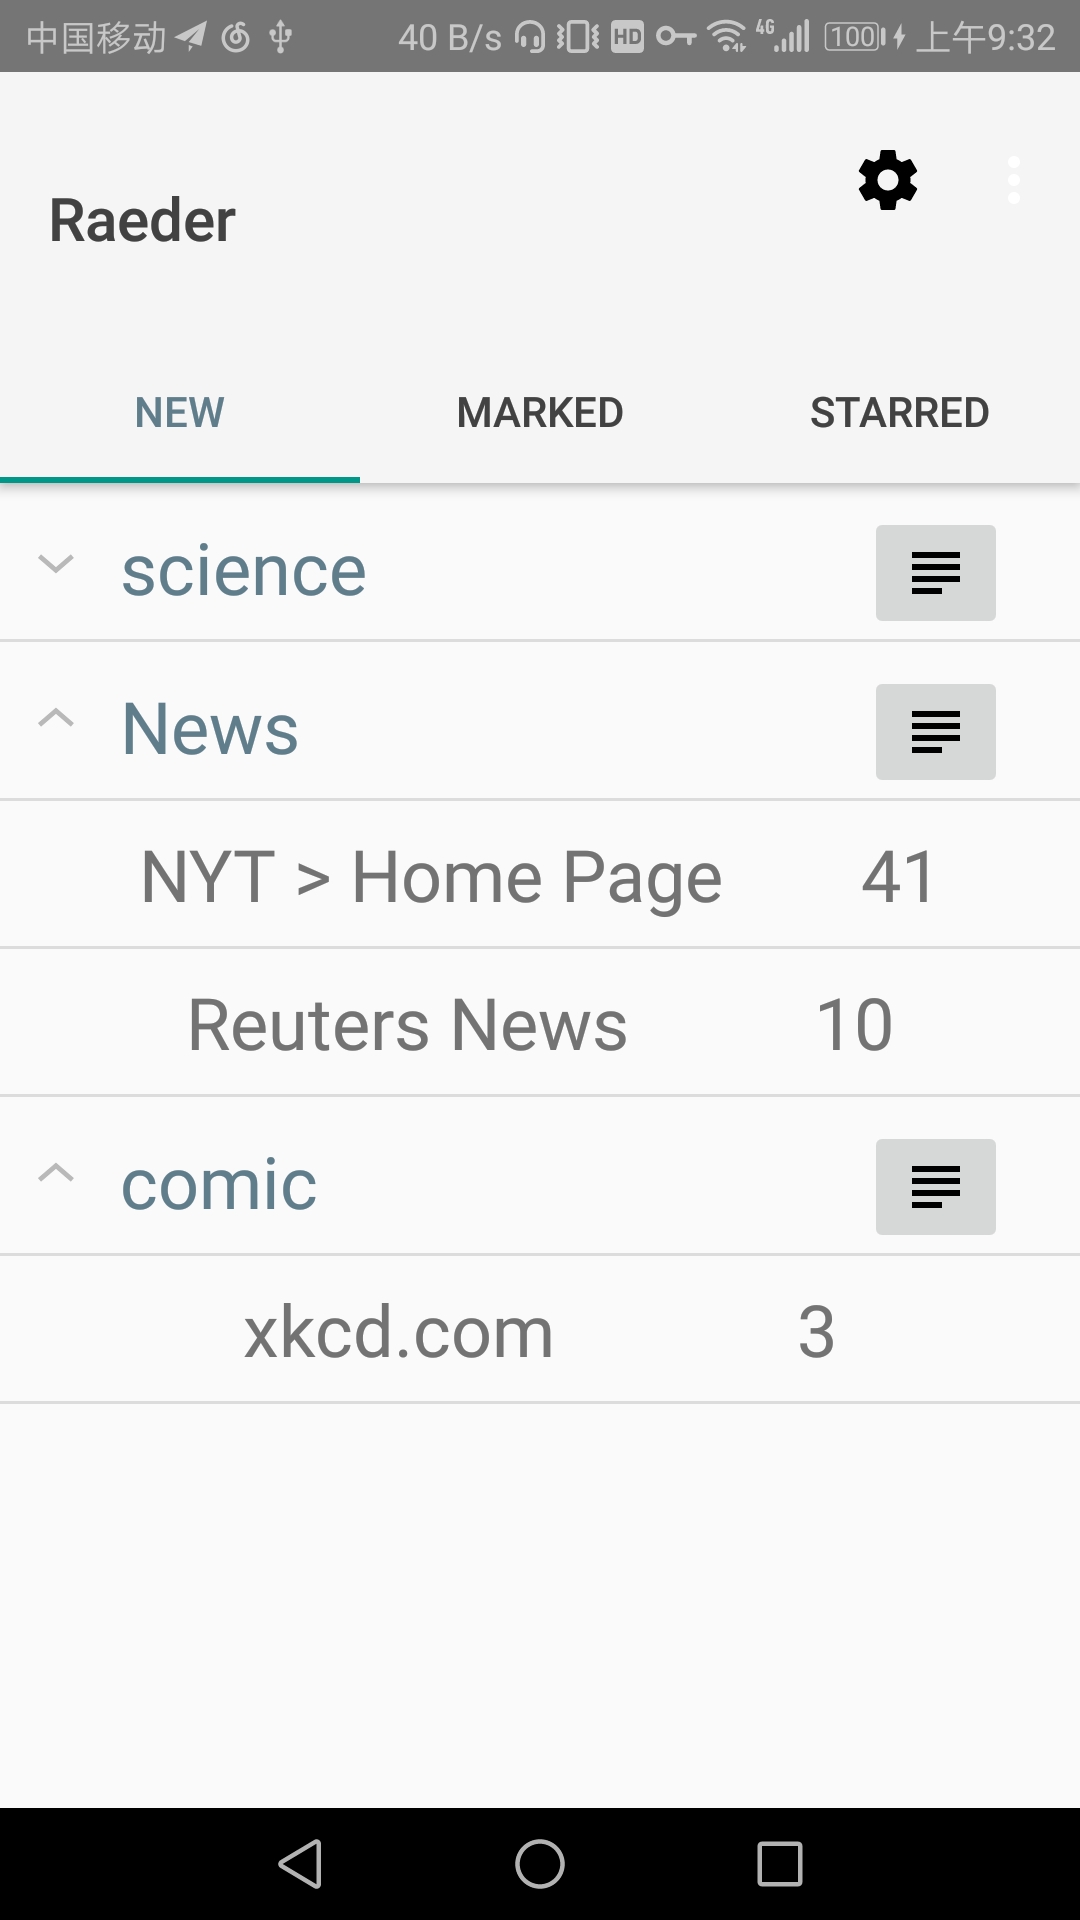 中国移动 40 B/s HD 4G 100 上午9:32
Raeder
NEW MARKED STARRED
science
News
NYT > Home Page 41
Reuters News 10
comic
xkcd.com 3